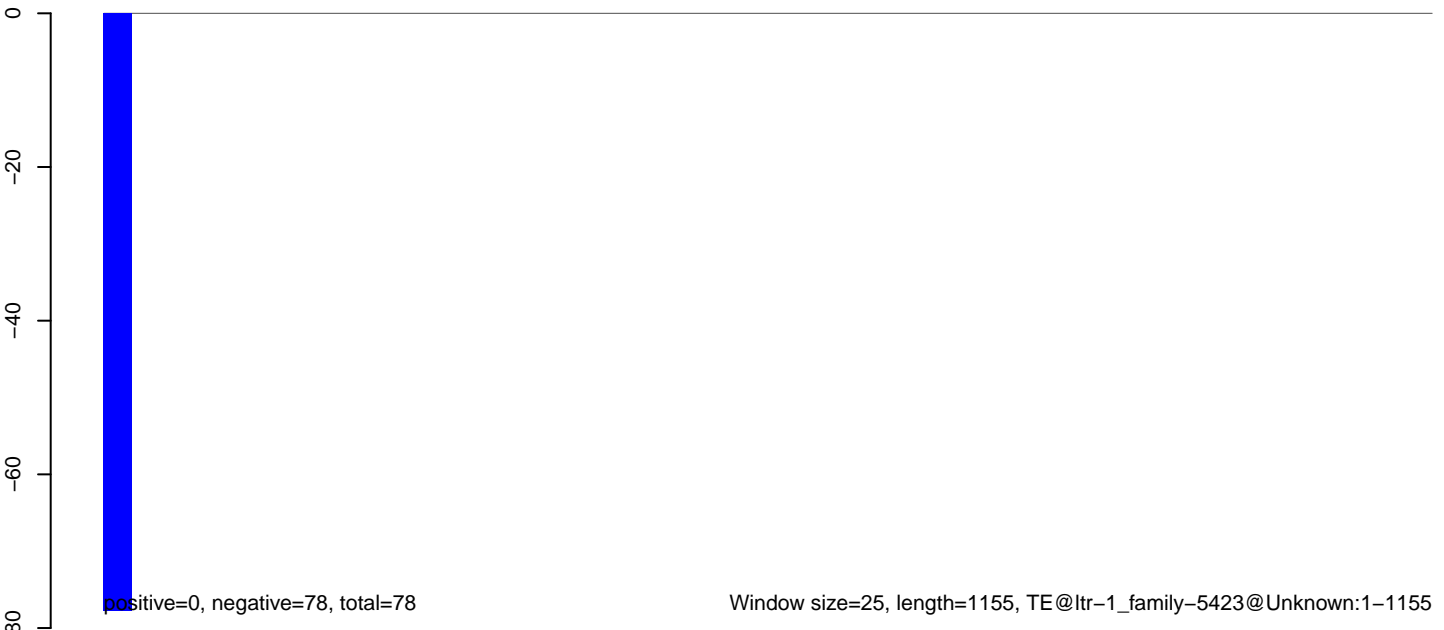 0
−20
−40
−60
80
positive=0, negative=78, total=78
Window size=25, length=1155, TE@ltr−1_family−5423@Unknown:1−1155